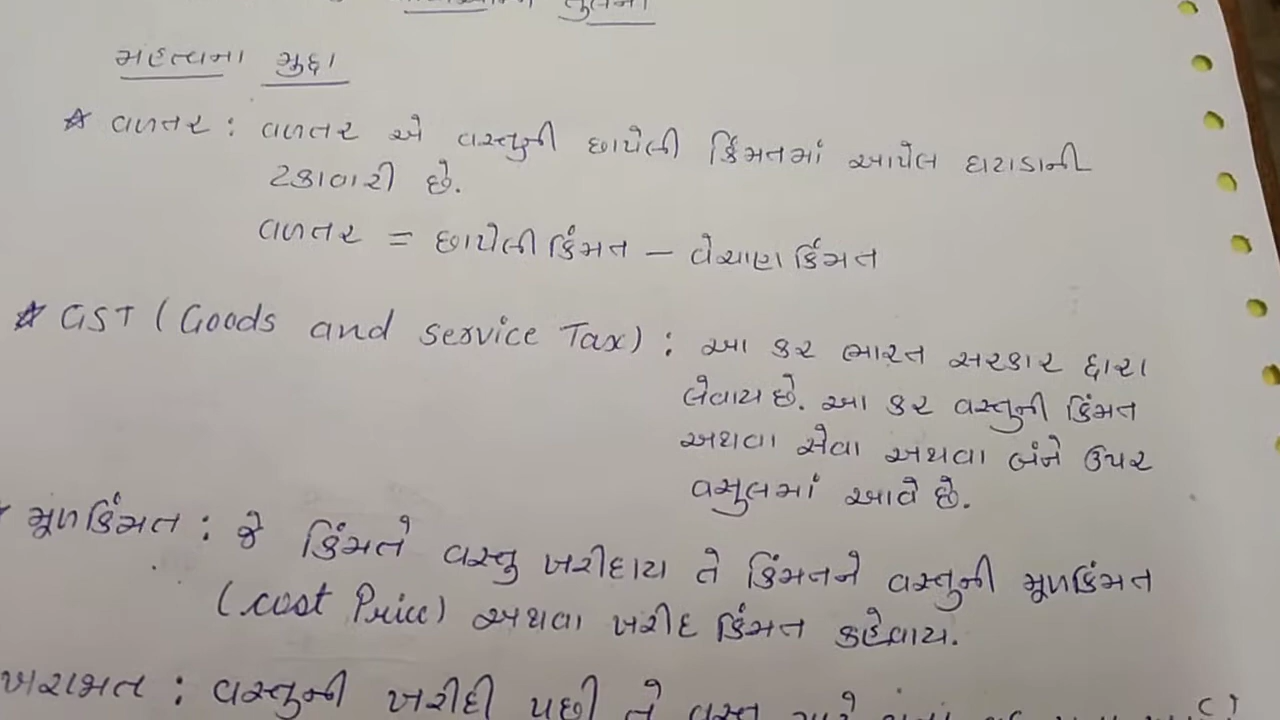 તુલના
મહત્વના મુદ્દા
☆ વળતર : વળતર એ વસ્તુની છાપેલી કિંમતમાં આપેલ ઘટાડાની
ટકાવારી છે.
વળતર = છાપેલી કિંમત – વેચાણ કિંમત
☆ GST (Goods and Service Tax) : આ કર ભારત સરકાર દ્વારા
લેવાય છે. આ કર વસ્તુની કિંમત
અથવા સેવા અથવા બંને ઉપર
વસુલમાં આવે છે.
મૂળકિંમત : જે કિંમતે વસ્તુ ખરીદાય તે કિંમતને વસ્તુની મૂળકિંમત
(cost Price) અથવા ખરીદ કિંમત કહેવાય.
ખરાજાત : વસ્તુની ખરીદી પછી તે